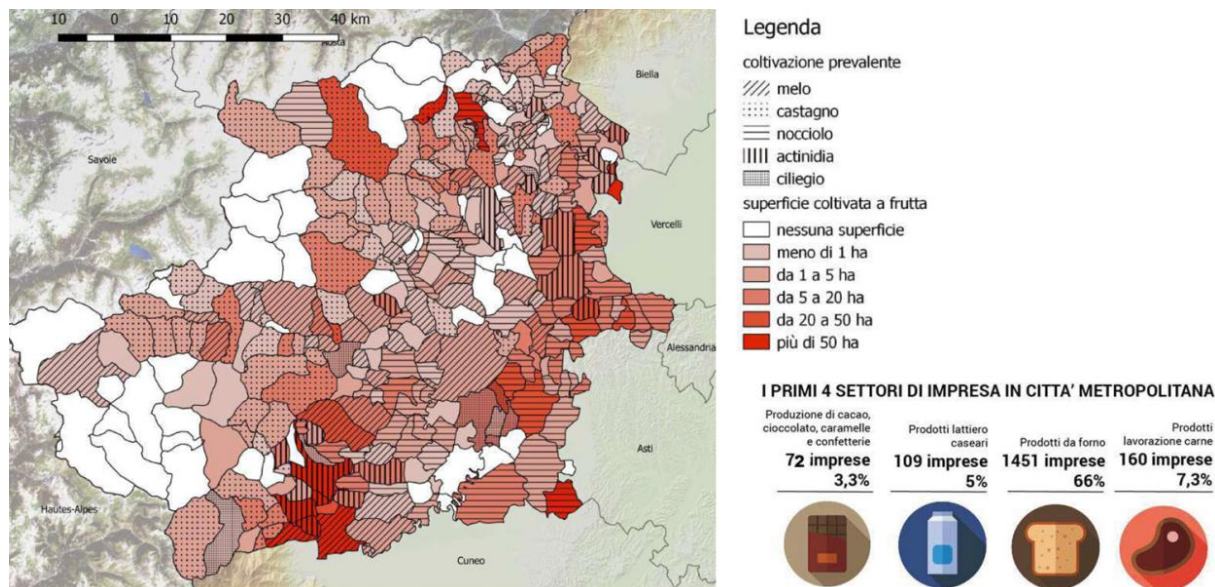 10 0 10 20 30 40 km
Aosta
Biella
Savoie
Vercelli
Alessandria
Asti
Hautes-Alpes
Cuneo
Legenda
coltivazione prevalente
melo
castagno
nocciolo
actinidia
ciliegio
superficie coltivata a frutta
nessuna superficie
meno di 1 ha
da 1 a 5 ha
da 5 a 20 ha
da 20 a 50 ha
più di 50 ha
I PRIMI 4 SETTORI DI IMPRESA IN CITTA' METROPOLITANA
Produzione di cacao,
cioccolato, caramelle
e confetterie
72 imprese
3,3%
Prodotti lattiero
caseari
109 imprese
5%
Prodotti da forno
1451 imprese
66%
Prodotti
lavorazione carne
160 imprese
7,3%